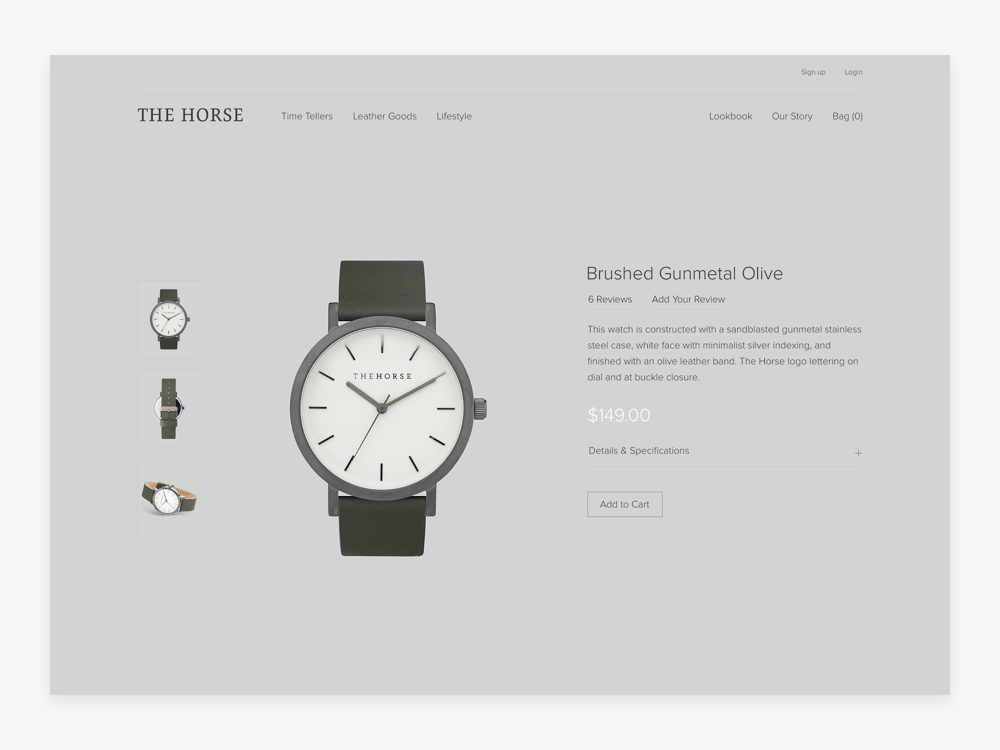 Sign up Login
THE HORSE Time Tellers Leather Goods Lifestyle Lookbook Our Story Bag (0)
Brushed Gunmetal Olive
6 Reviews Add Your Review
This watch is constructed with a sandblasted gunmetal stainless
steel case, white face with minimalist silver indexing, and
finished with an olive leather band. The Horse logo lettering on
dial and at buckle closure.
$149.00
Details & Specifications +
Add to Cart
THEHORSE
THEHORSE